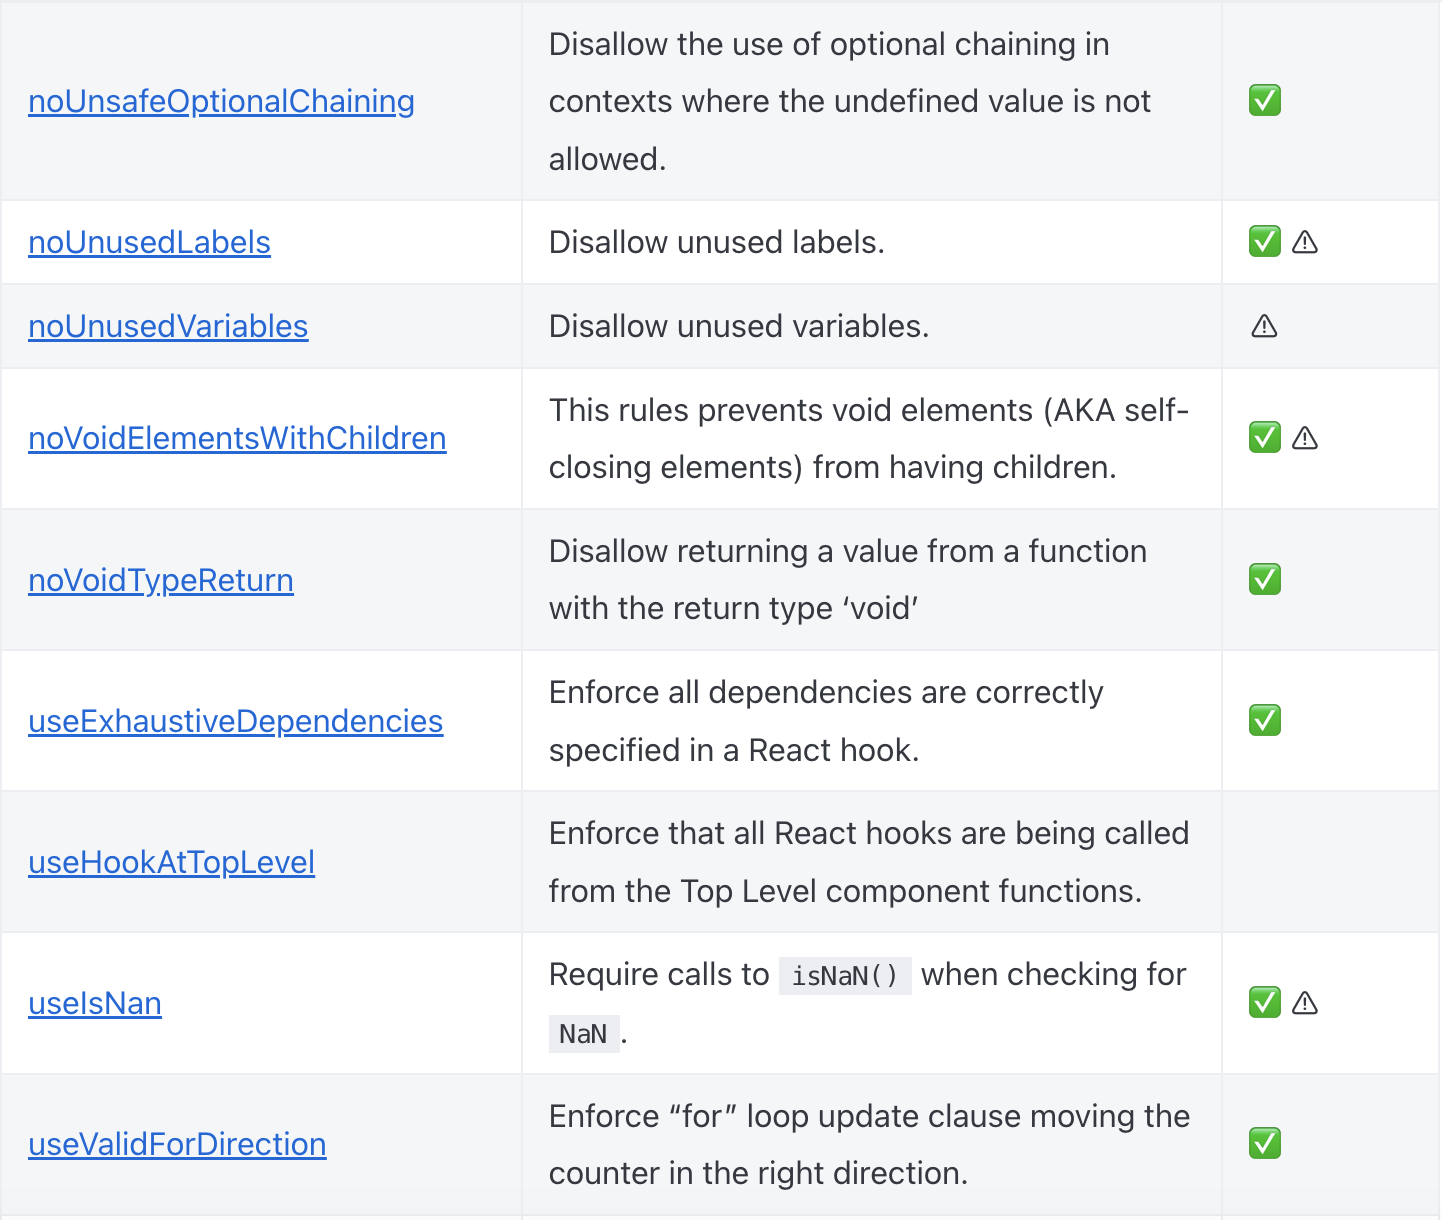 noUnsafeOptionalChaining
Disallow the use of optional chaining in
contexts where the undefined value is not
allowed.
✅
noUnusedLabels
Disallow unused labels.
✅ ⚠
noUnusedVariables
Disallow unused variables.
⚠
noVoidElementsWithChildren
This rules prevents void elements (AKA self-
closing elements) from having children.
✅ ⚠
noVoidTypeReturn
Disallow returning a value from a function
with the return type ‘void’
✅
useExhaustiveDependencies
Enforce all dependencies are correctly
specified in a React hook.
✅
useHookAtTopLevel
Enforce that all React hooks are being called
from the Top Level component functions.
useIsNan
Require calls to isNaN() when checking for
NaN.
✅ ⚠
useValidForDirection
Enforce “for” loop update clause moving the
counter in the right direction.
✅